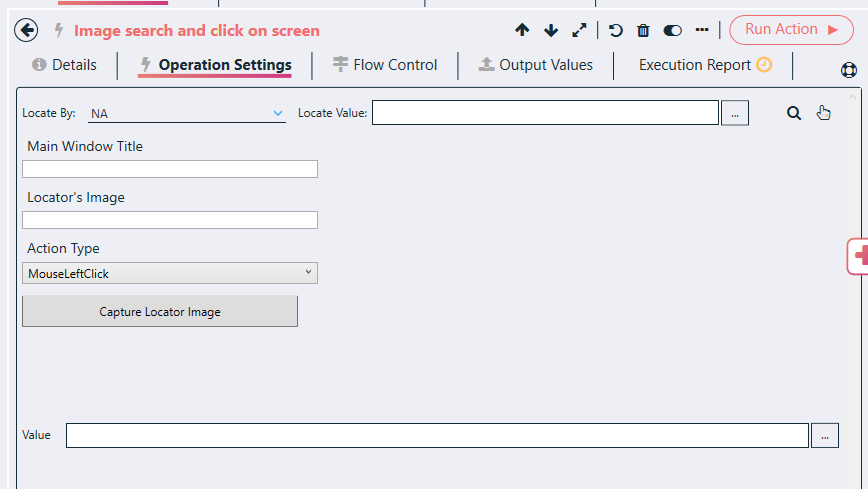 Image search and click on screen
Run Action
Details
Operation Settings
Flow Control
Output Values
Execution Report
Locate By: NA
Locate Value: ...
Main Window Title
Locator's Image
Action Type
MouseLeftClick
Capture Locator Image
Value ...